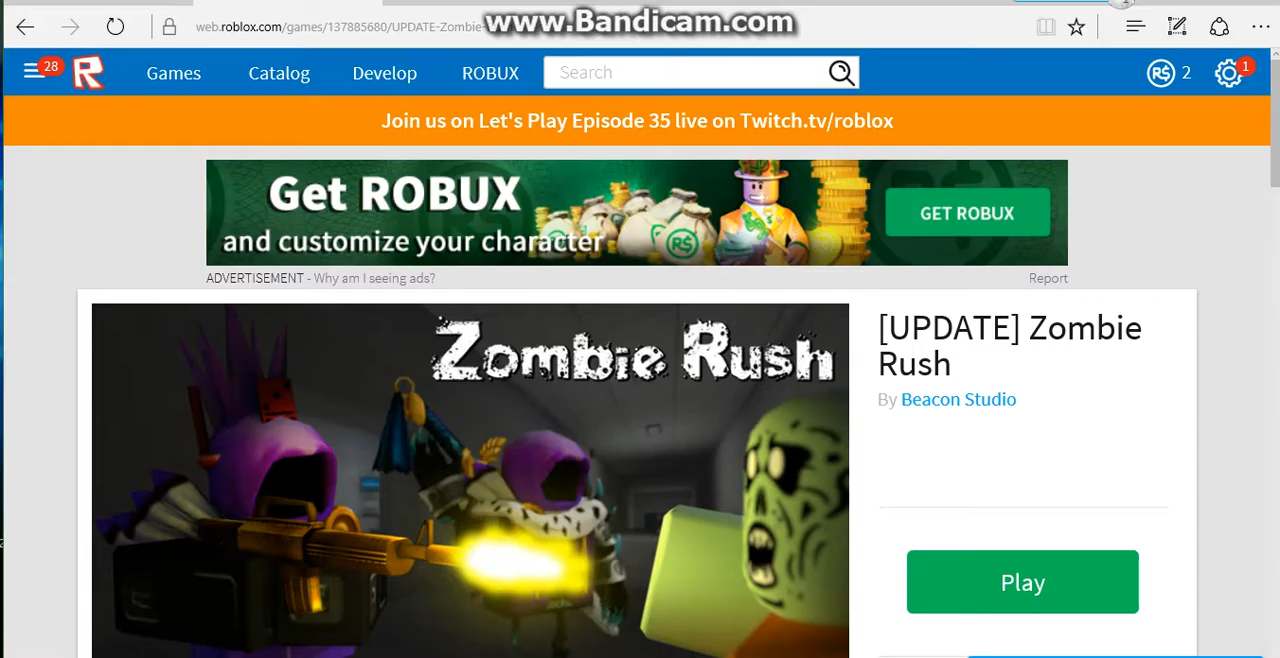 www.Bandicam.com
web.roblox.com/games/137885680/UPDATE-Zombie-
28
Games
Catalog
Develop
ROBUX
Search
R$ 2
1
Join us on Let's Play Episode 35 live on Twitch.tv/roblox
Get ROBUX
and customize your character
R$
GET ROBUX
ADVERTISEMENT - Why am I seeing ads?
Report
Zombie Rush
[UPDATE] Zombie
Rush
By Beacon Studio
Play